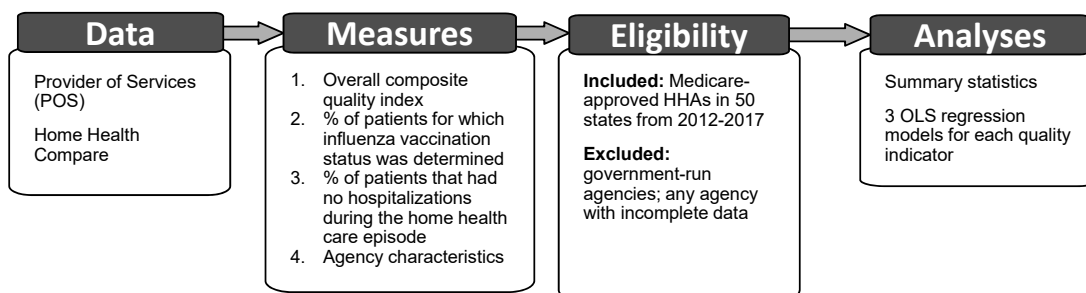 Data
Provider of Services
(POS)
Home Health
Compare
Measures
1. Overall composite
quality index
2. % of patients for which
influenza vaccination
status was determined
3. % of patients that had
no hospitalizations
during the home health
care episode
4. Agency characteristics
Eligibility
Included: Medicare-
approved HHAs in 50
states from 2012-2017
Excluded:
government-run
agencies; any agency
with incomplete data
Analyses
Summary statistics
3 OLS regression
models for each quality
indicator